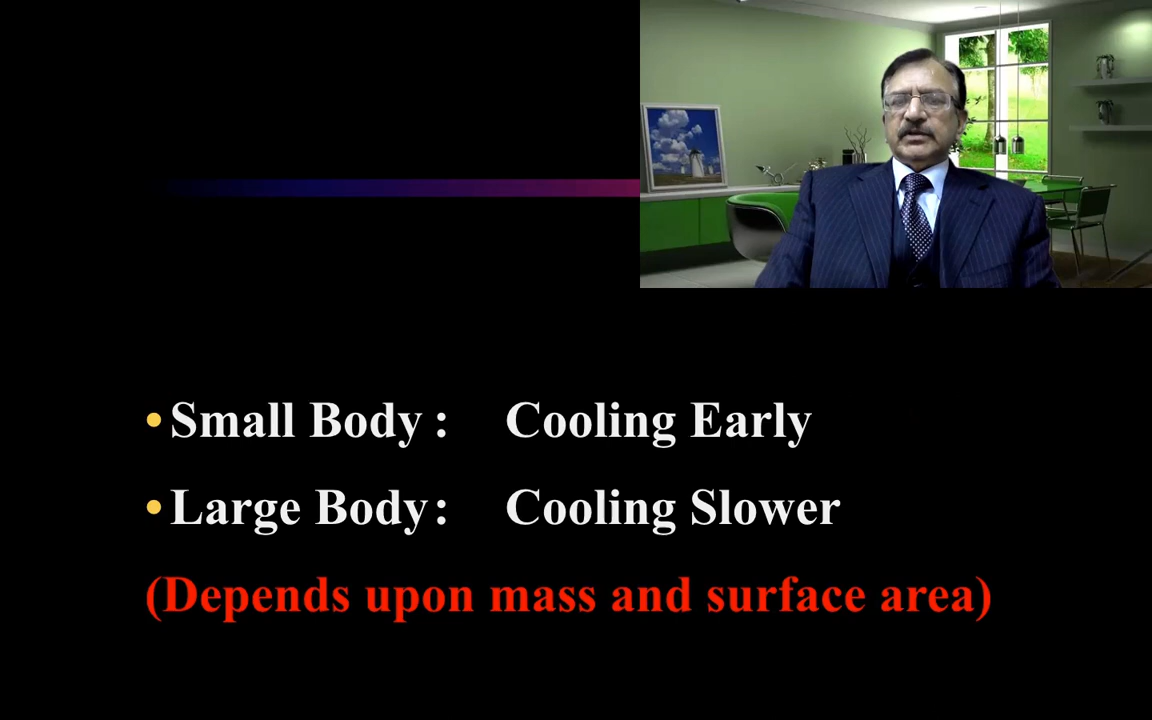 • Small Body : Cooling Early
• Large Body : Cooling Slower
(Depends upon mass and surface area)